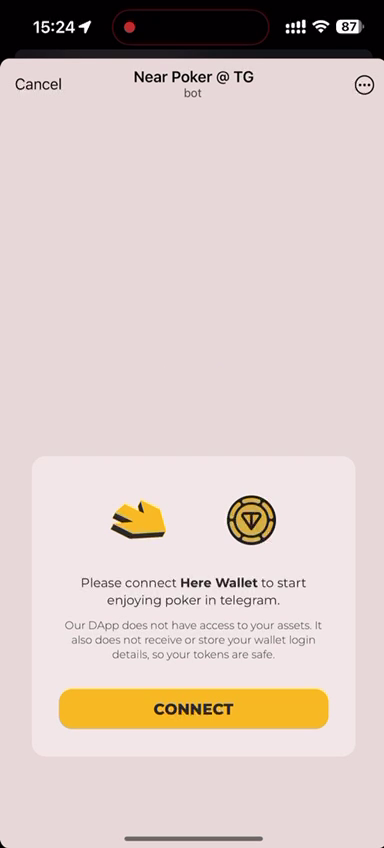 15:24
87
Cancel
Near Poker @ TG
bot
Please connect Here Wallet to start
enjoying poker in telegram.
Our DApp does not have access to your assets. It
also does not receive or store your wallet login
details, so your tokens are safe.
CONNECT